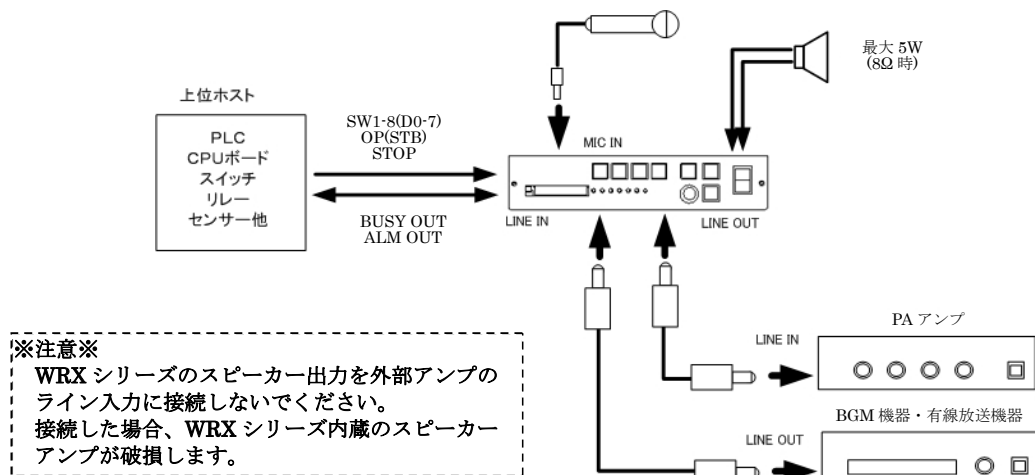 最大 5W
(8Ω 時)
上位ホスト
PLC
CPUボード
スイッチ
リレー
センサー他
SW1-8(D0-7)
OP(STB)
STOP
BUSY OUT
ALM OUT
MIC IN
LINE IN
LINE OUT
PA アンプ
LINE IN
BGM 機器・有線放送機器
LINE OUT
※注意※
WRX シリーズのスピーカー出力を外部アンプの
ライン入力に接続しないでください。
接続した場合、WRX シリーズ内蔵のスピーカー
アンプが破損します。